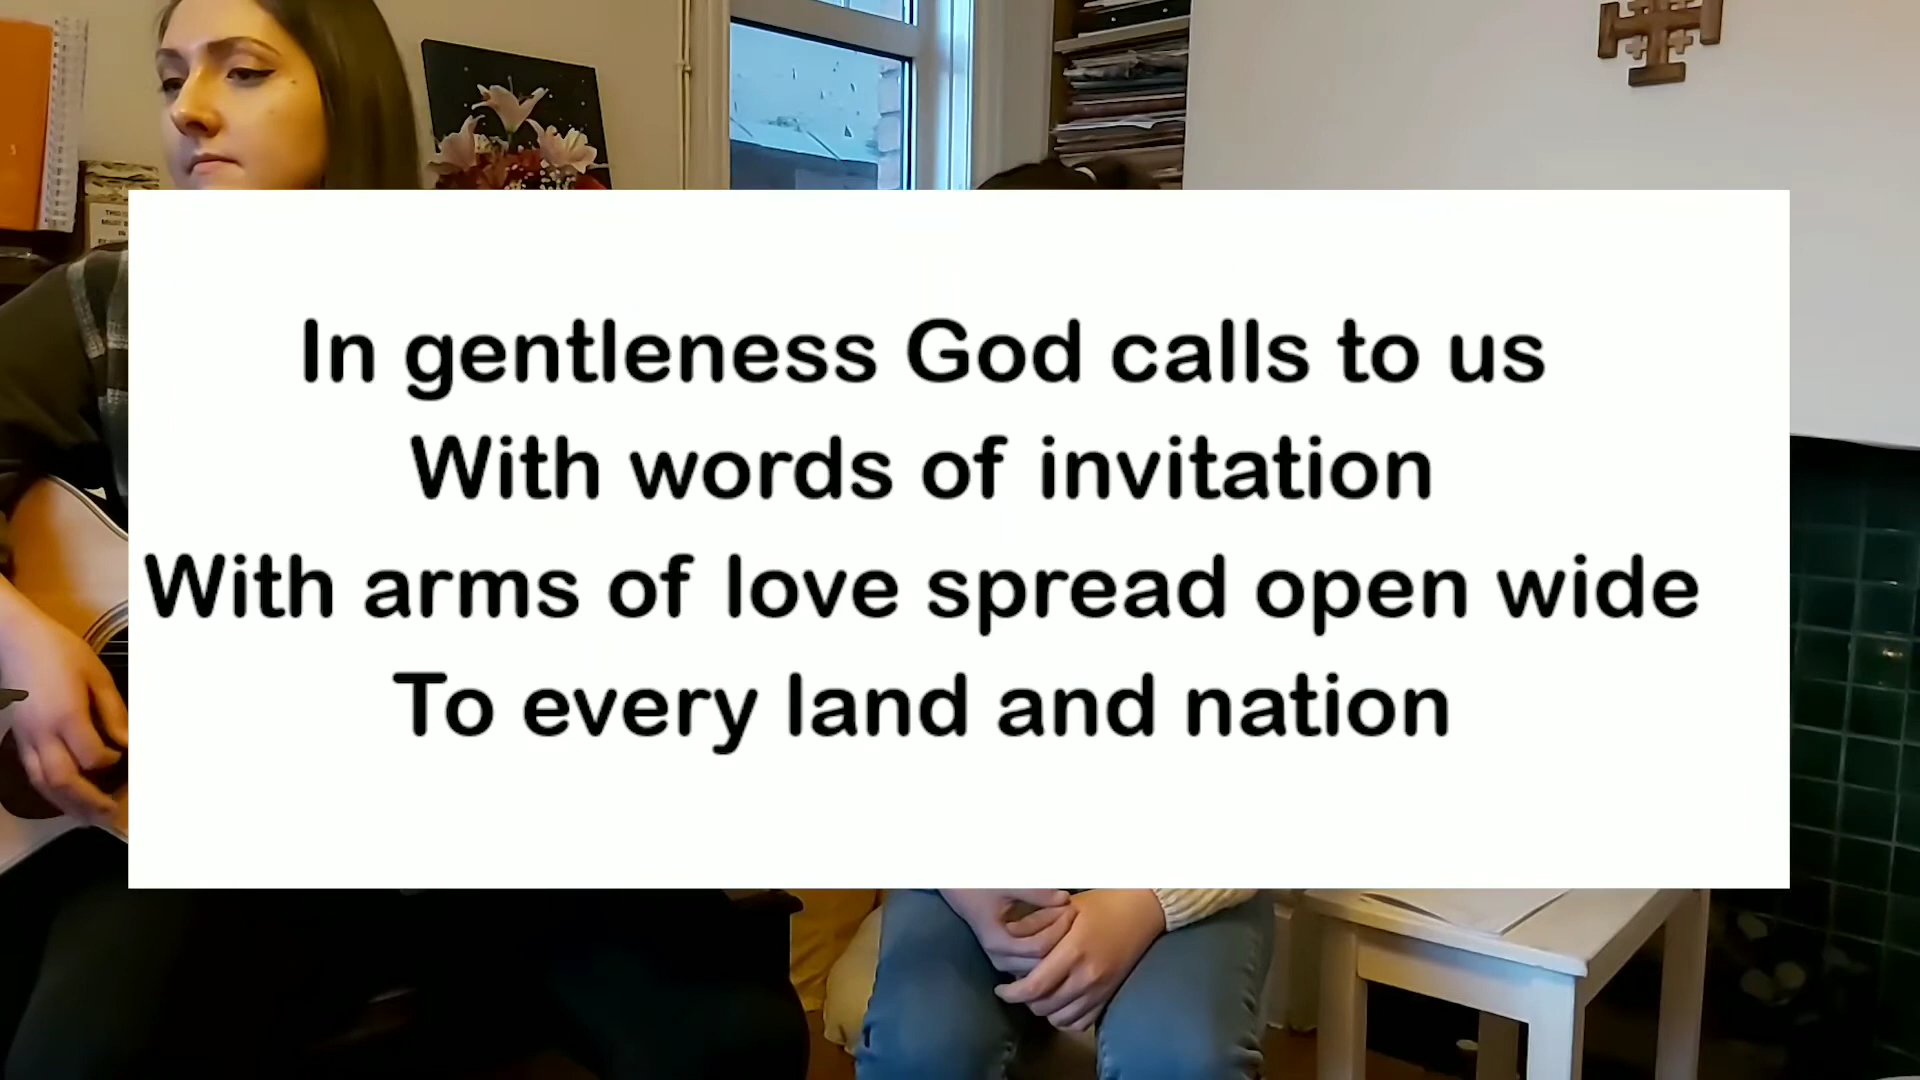 In gentleness God calls to us
With words of invitation
With arms of love spread open wide
To every land and nation